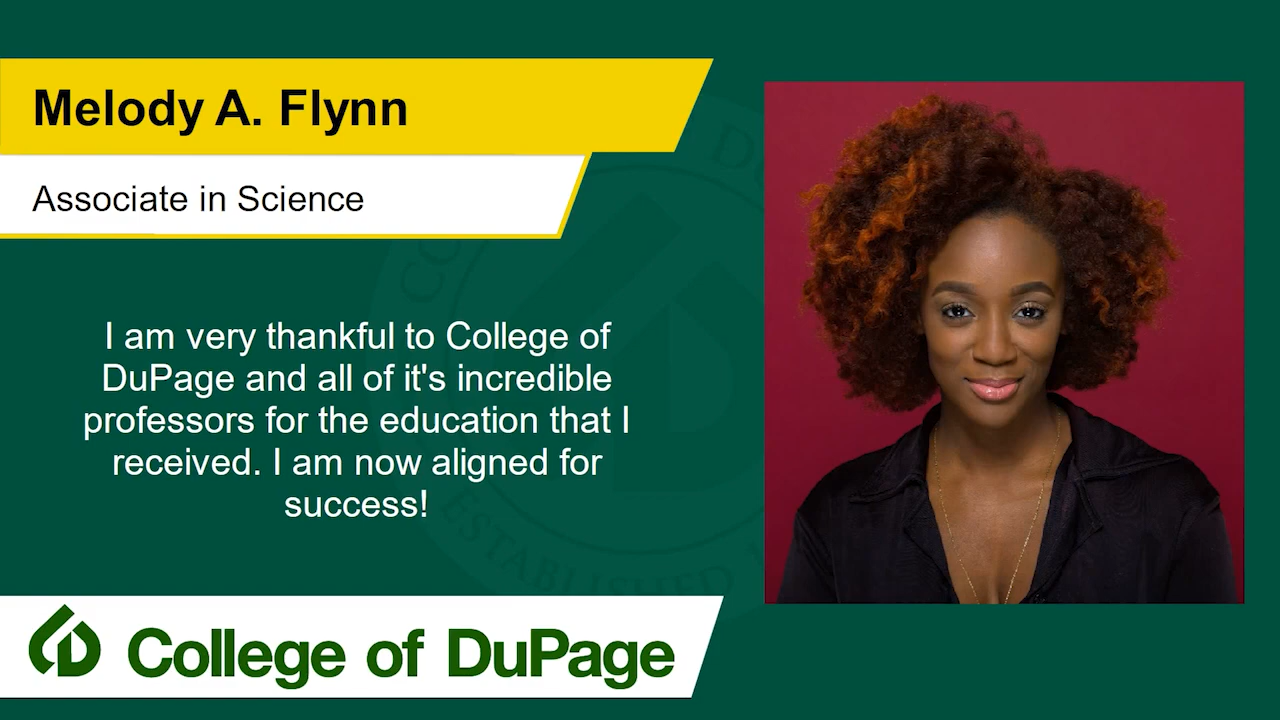 Melody A. Flynn
Associate in Science
I am very thankful to College of
DuPage and all of it's incredible
professors for the education that I
received. I am now aligned for
success!
ESTABLISHED
College of DuPage